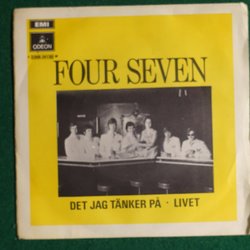 EMI
ODEON
FOUR SEVEN
DET JAG TÄNKER PÅ · LIVET